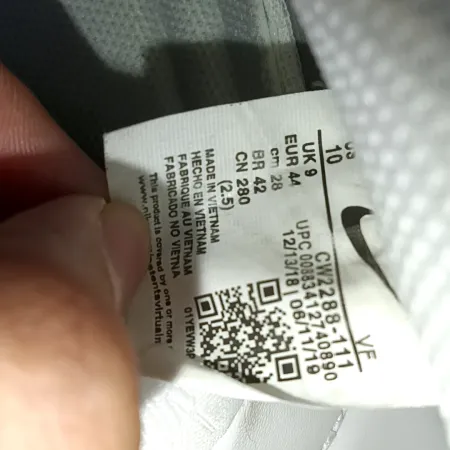 US
10
UK 9
EUR 44
cm 28
BR 42
CN 280
(2.5)
MADE IN VIETNAM
HECHO EN VIETNAM
FABRIQUE AU VIETNAM
FABRICADO NO VIETNA
This product is covered by one or more
VF
CW2288-111
UPC 00883412740890
12/13/18 06/11/19
01YEVW3P